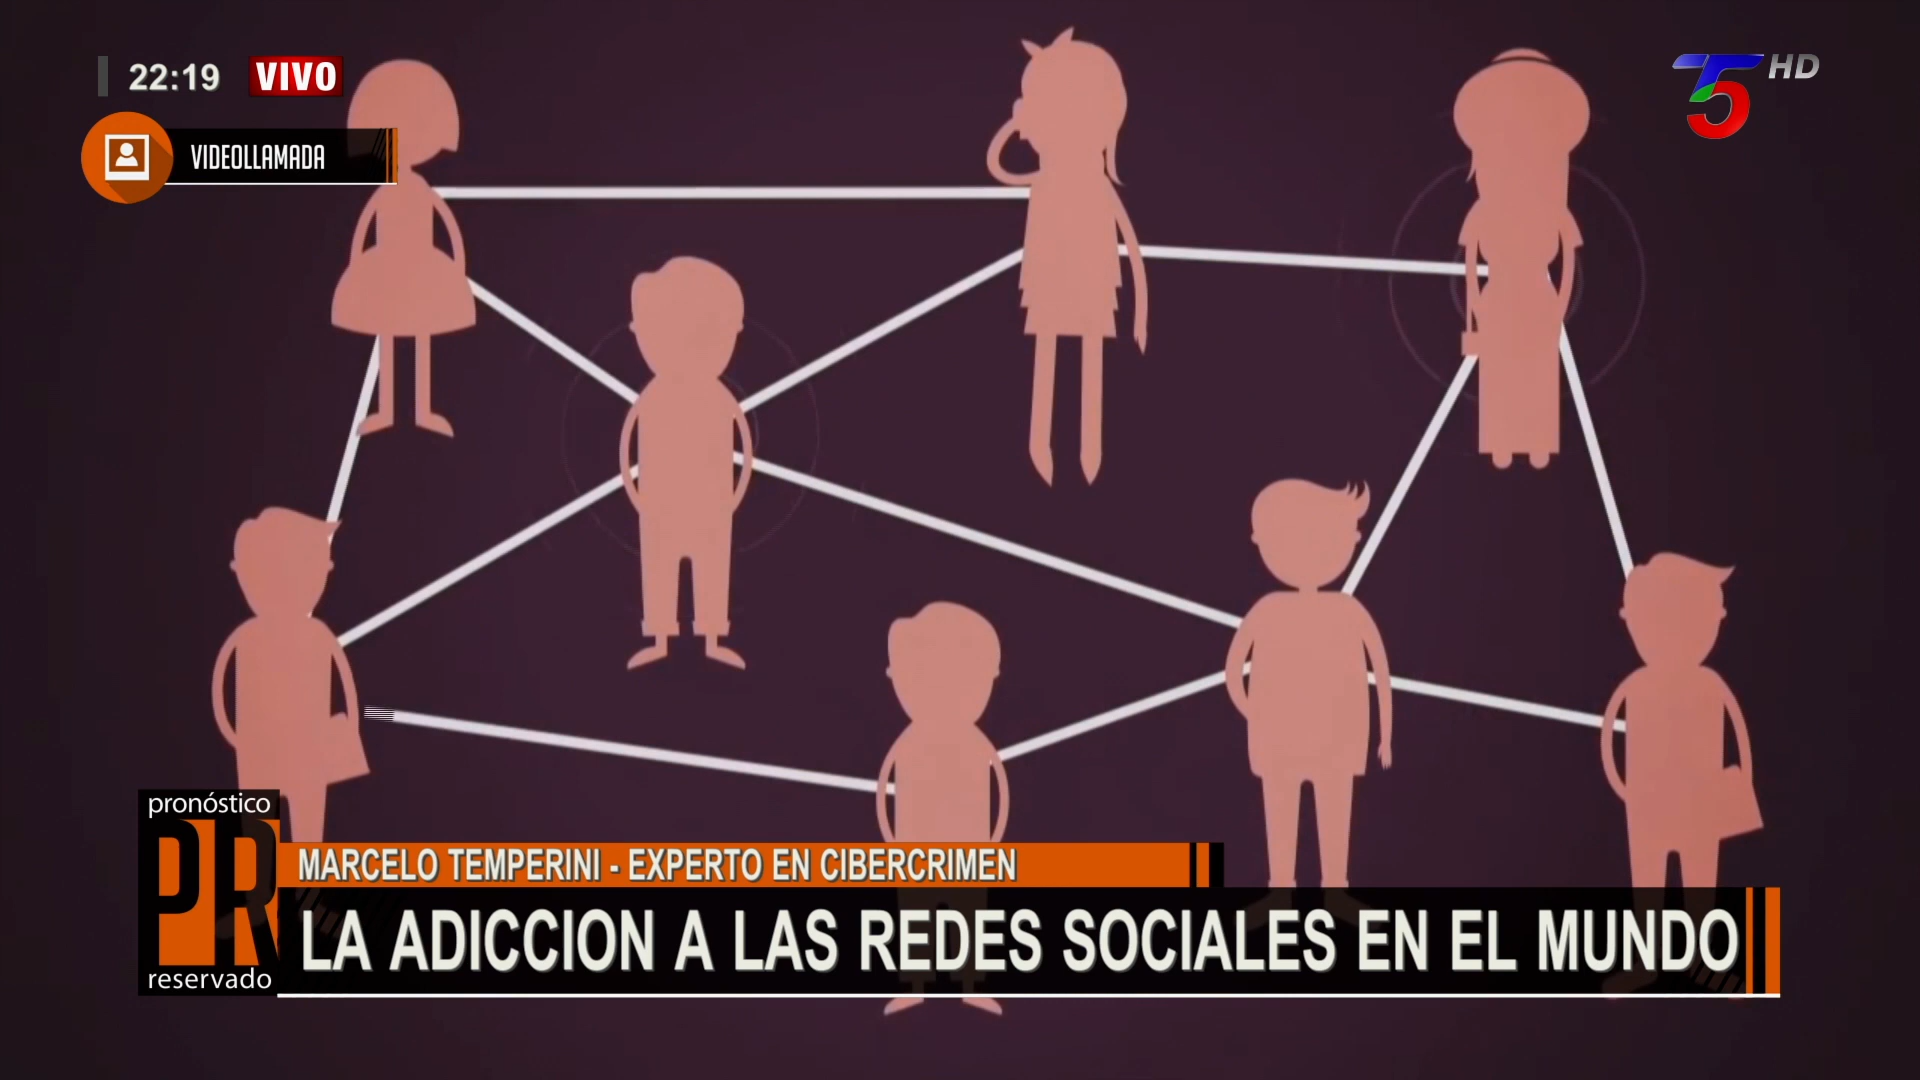 22:19 VIVO
T5 HD
VIDEOLLAMADA
pronóstico
PR
reservado
MARCELO TEMPERINI - EXPERTO EN CIBERCRIMEN
LA ADICCION A LAS REDES SOCIALES EN EL MUNDO